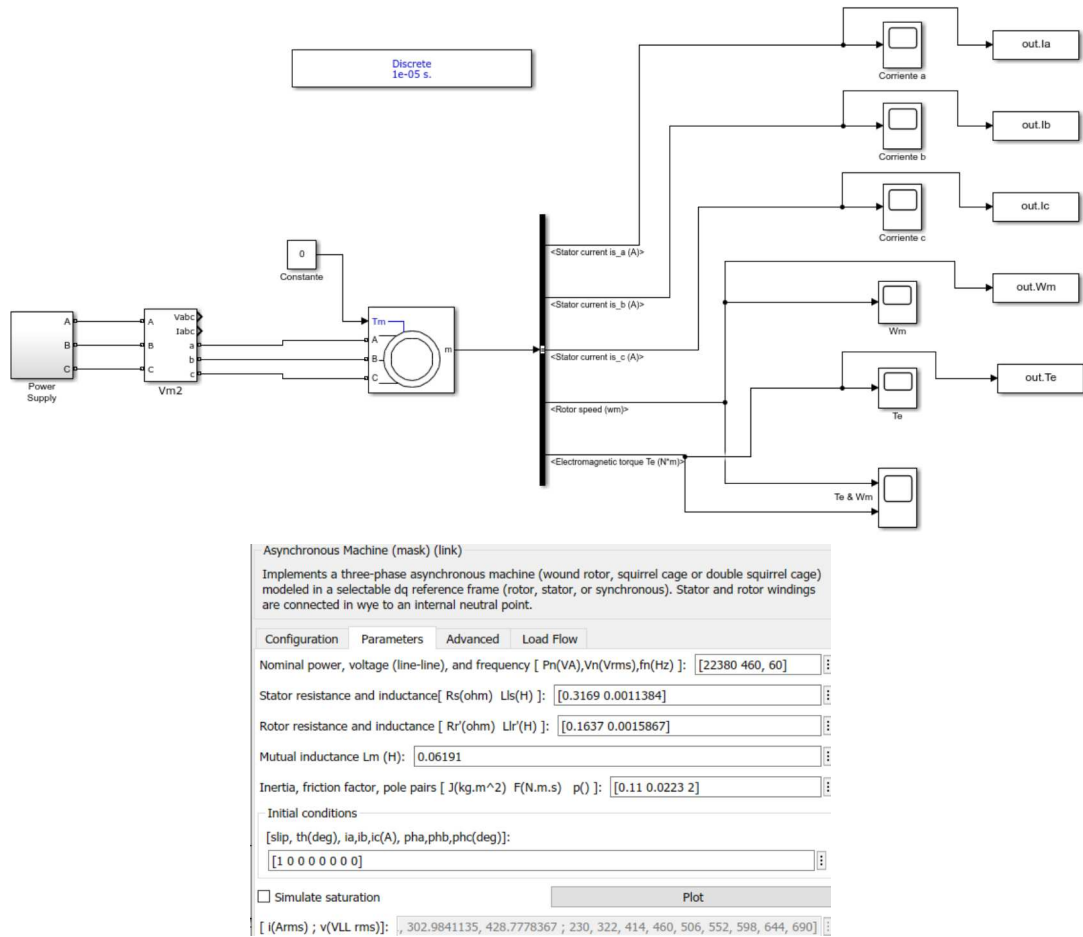 Discrete
1e-05 s.
Corriente a
out.Ia
Corriente b
out.Ib
Corriente c
out.Ic
0
Constante
<Stator current is_a (A)>
<Stator current is_b (A)>
<Stator current is_c (A)>
<Rotor speed (wm)>
<Electromagnetic torque Te (N*m)>
Wm
out.Wm
Te
out.Te
Te & Wm
A
B
C
Power
Supply
A
B
C
Vabc
Iabc
a
b
c
Vm2
Tm
A
B
C
m
Asynchronous Machine (mask) (link)
Implements a three-phase asynchronous machine (wound rotor, squirrel cage or double squirrel cage)
modeled in a selectable dq reference frame (rotor, stator, or synchronous). Stator and rotor windings
are connected in wye to an internal neutral point.
Configuration Parameters Advanced Load Flow
Nominal power, voltage (line-line), and frequency [ Pn(VA),Vn(Vrms),fn(Hz) ]: [22380 460, 60]
Stator resistance and inductance[ Rs(ohm) Lls(H) ]: [0.3169 0.0011384]
Rotor resistance and inductance [ Rr'(ohm) Llr'(H) ]: [0.1637 0.0015867]
Mutual inductance Lm (H): 0.06191
Inertia, friction factor, pole pairs [ J(kg.m^2) F(N.m.s) p() ]: [0.11 0.0223 2]
Initial conditions
[slip, th(deg), ia,ib,ic(A), pha,phb,phc(deg)]:
[1 0 0 0 0 0 0 0]
Simulate saturation Plot
[ i(Arms) ; v(VLL rms)]: , 302.9841135, 428.7778367 ; 230, 322, 414, 460, 506, 552, 598, 644, 690]